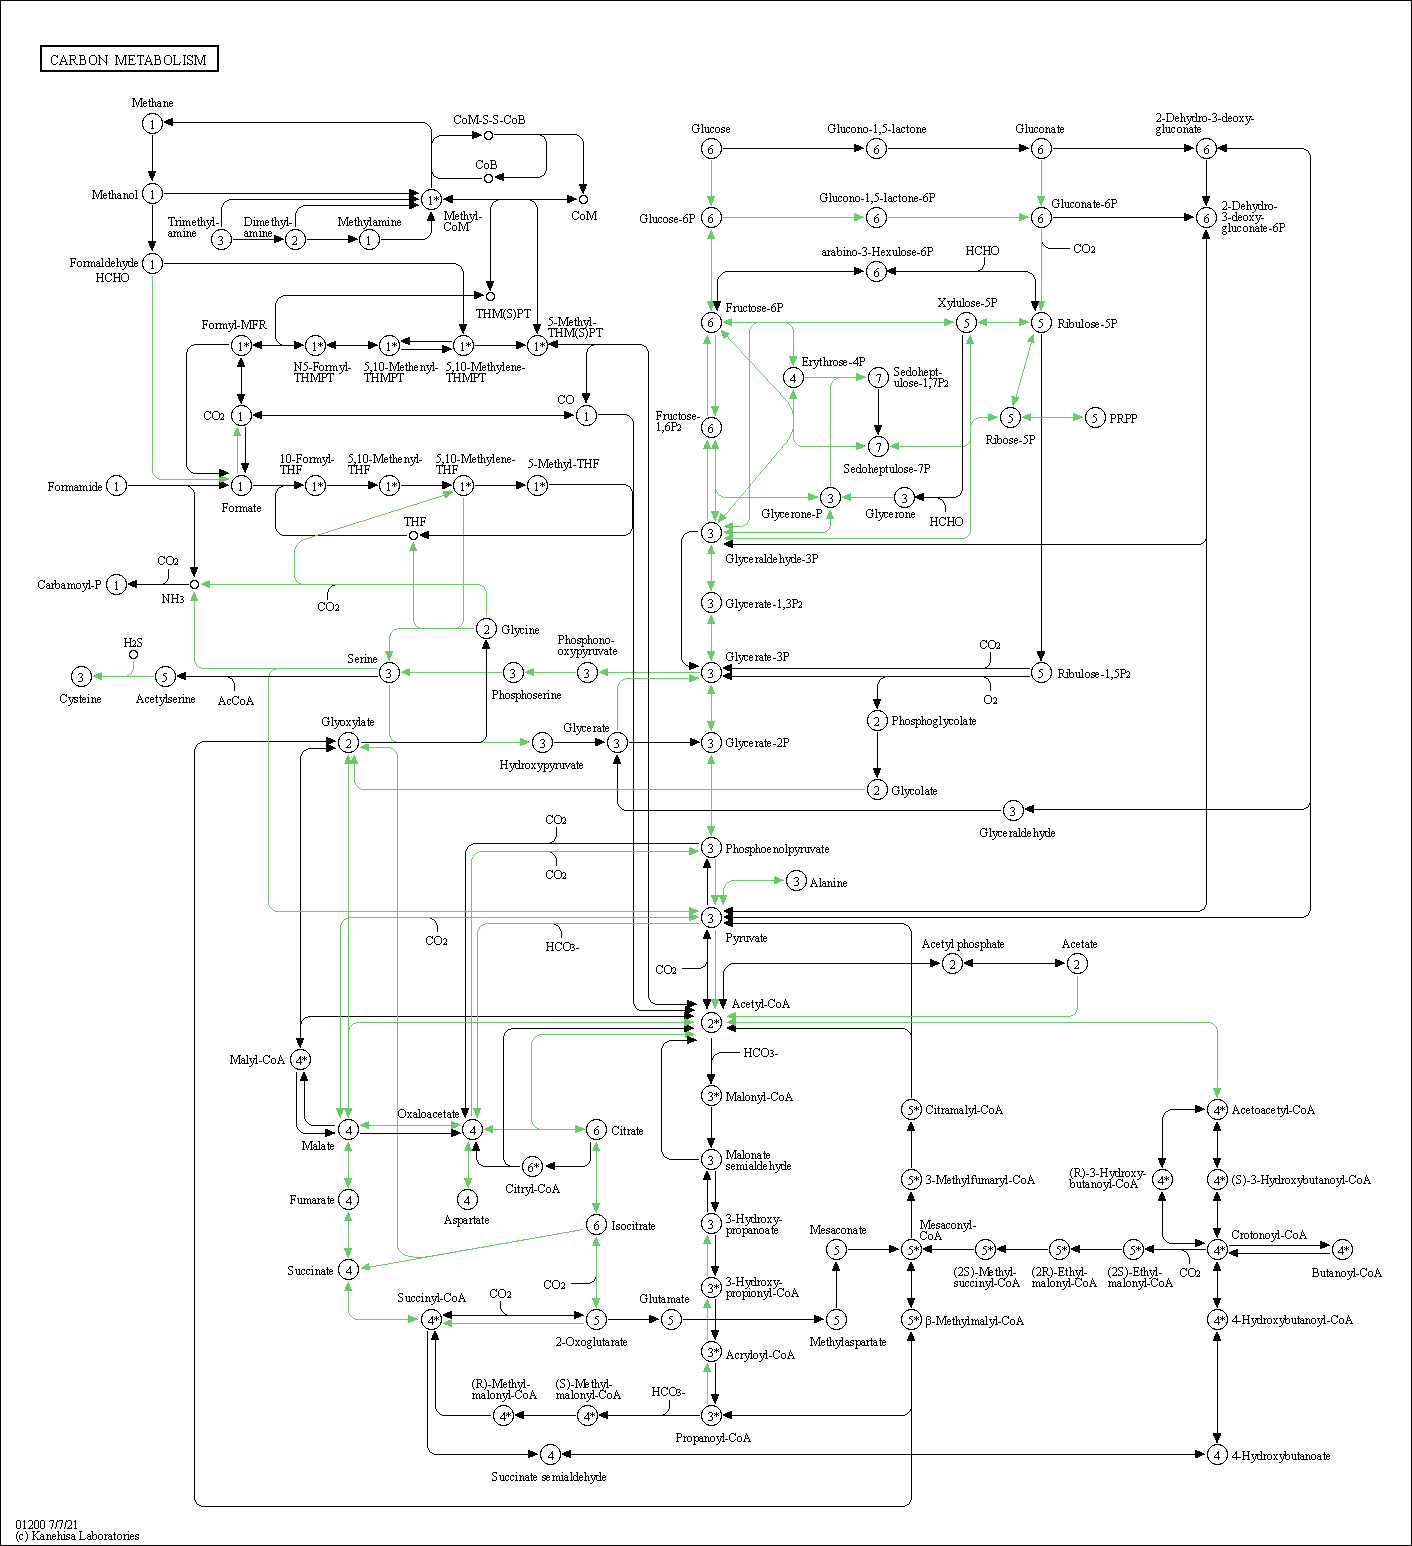 CARBON METABOLISM
Methane
1
CoM-S-S-CoB
CoB
Methanol
1
1*
Methyl-
CoM
CoM
Trimethyl-
amine
3
Dimethyl-
amine
2
Methylamine
1
Formaldehyde
HCHO
1
THM(S)PT
Formyl-MFR
1*
1*
N5-Formyl-
THMPT
1*
5,10-Methenyl-
THMPT
1*
5,10-Methylene-
THMPT
5-Methyl-
THM(S)PT
1*
CO2
1
CO
1
Formamide
1
1
Formate
10-Formyl-
THF
1*
5,10-Methenyl-
THF
1*
5,10-Methylene-
THF
1*
5-Methyl-THF
1*
THF
Carbamoyl-P
1
CO2
NH3
CO2
2
Glycine
H2S
Cysteine
3
5
Acetylserine
AcCoA
Serine
3
3
Phosphoserine
Phosphono-
oxypyruvate
3
Glyoxylate
2
3
Hydroxypyruvate
Glycerate
3
Glucose
6
Glucono-1,5-lactone
6
Gluconate
6
2-Dehydro-3-deoxy-
gluconate
6
Glucose-6P
6
Glucono-1,5-lactone-6P
6
Gluconate-6P
6
2-Dehydro-
3-deoxy-
gluconate-6P
6
CO2
arabino-3-Hexulose-6P
6
HCHO
Fructose-6P
6
Xylulose-5P
5
5
Ribulose-5P
Erythrose-4P
4
7
Sedohept-
ulose-1,7P2
Fructose-
1,6P2
6
7
Sedoheptulose-7P
5
Ribose-5P
5
PRPP
3
Glycerone-P
3
Glycerone
HCHO
3
Glyceraldehyde-3P
3
Glycerate-1,3P2
3
Glycerate-3P
CO2
O2
5
Ribulose-1,5P2
2
Phosphoglycolate
3
Glycerate-2P
2
Glycolate
3
Glyceraldehyde
CO2
CO2
3
Phosphoenolpyruvate
3
Alanine
CO2
HCO3-
3
Pyruvate
CO2
Acetyl phosphate
2
Acetate
2
Acetyl-CoA
2*
HCO3-
Malyl-CoA
4*
3*
Malonyl-CoA
5*
Citramalyl-CoA
4*
Acetoacetyl-CoA
Malate
4
Oxaloacetate
4
6
Citrate
6*
Citryl-CoA
3
Malonate
semialdehyde
5*
3-Methylfumaryl-CoA
(R)-3-Hydroxy-
butanoyl-CoA
4*
4*
(S)-3-Hydroxybutanoyl-CoA
Fumarate
4
4
Aspartate
6
Isocitrate
3
3-Hydroxy-
propanoate
Mesaconate
5
Mesaconyl-
CoA
5*
5*
(2S)-Methyl-
succinyl-CoA
5*
(2R)-Ethyl-
malonyl-CoA
5*
(2S)-Ethyl-
malonyl-CoA
CO2
Crotonoyl-CoA
4*
4*
Butanoyl-CoA
Succinate
4
CO2
3*
3-Hydroxy-
propionyl-CoA
Succinyl-CoA
4*
CO2
5
2-Oxoglutarate
Glutamate
5
5
Methylaspartate
5*
β-Methylmalyl-CoA
4*
4-Hydroxybutanoyl-CoA
3*
Acryloyl-CoA
(R)-Methyl-
malonyl-CoA
4*
(S)-Methyl-
malonyl-CoA
4*
HCO3-
3*
Propanoyl-CoA
4
Succinate semialdehyde
4
4-Hydroxybutanoate
01200 7/7/21
(c) Kanehisa Laboratories